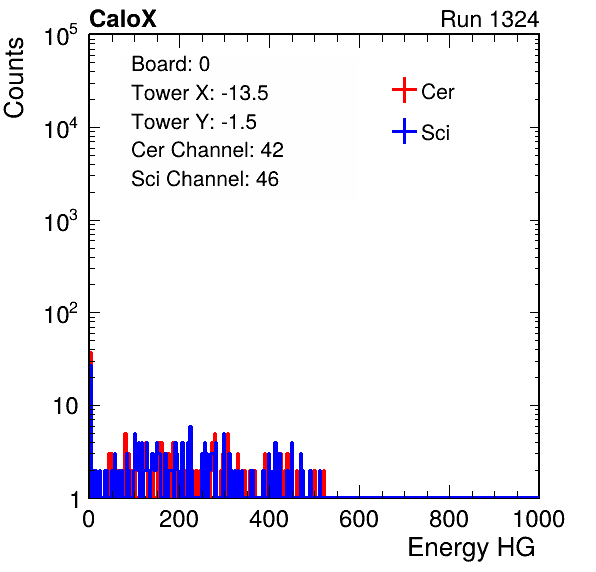 CaloX Run 1324
Counts
Board: 0
Tower X: -13.5
Tower Y: -1.5
Cer Channel: 42
Sci Channel: 46
Cer
Sci
10^5
10^4
10^3
10^2
10
1
0 200 400 600 800 1000
Energy HG